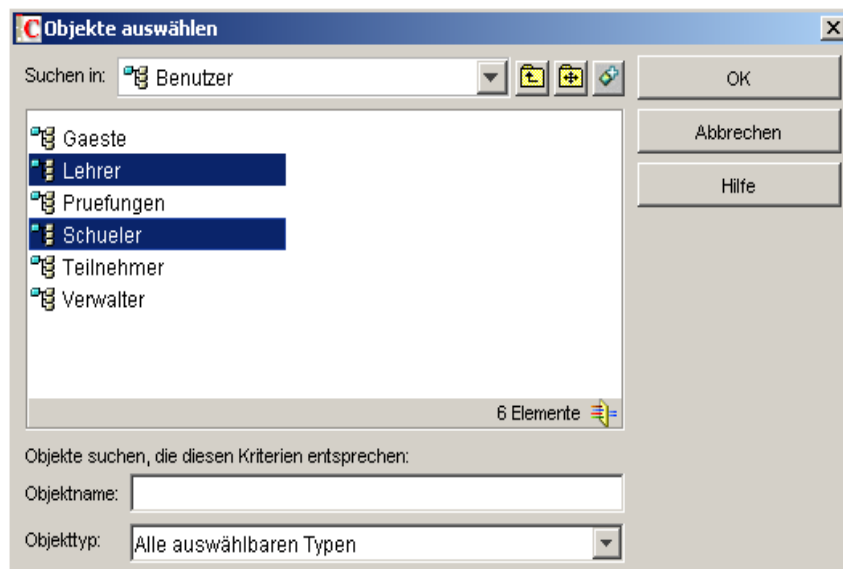 C Objekte auswählen
Suchen in: Benutzer
OK
Abbrechen
Hilfe
Gaeste
Lehrer
Pruefungen
Schueler
Teilnehmer
Verwalter
6 Elemente
Objekte suchen, die diesen Kriterien entsprechen:
Objektname:
Objekttyp: Alle auswählbaren Typen